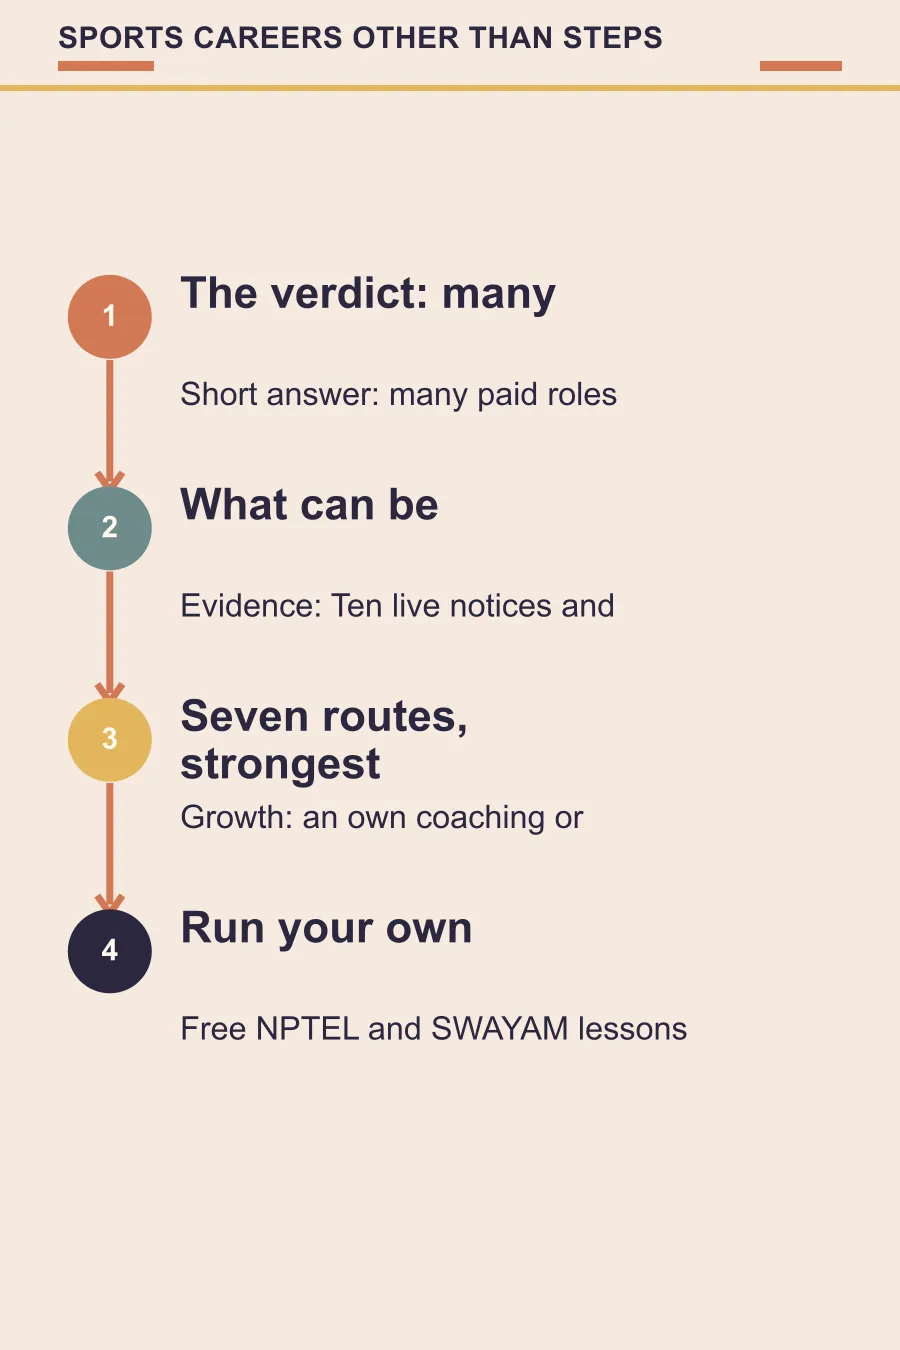 SPORTS CAREERS OTHER THAN STEPS
1
The verdict: many
Short answer: many paid roles
2
What can be
Evidence: Ten live notices and
3
Seven routes,
strongest
Growth: an own coaching or
4
Run your own
Free NPTEL and SWAYAM lessons